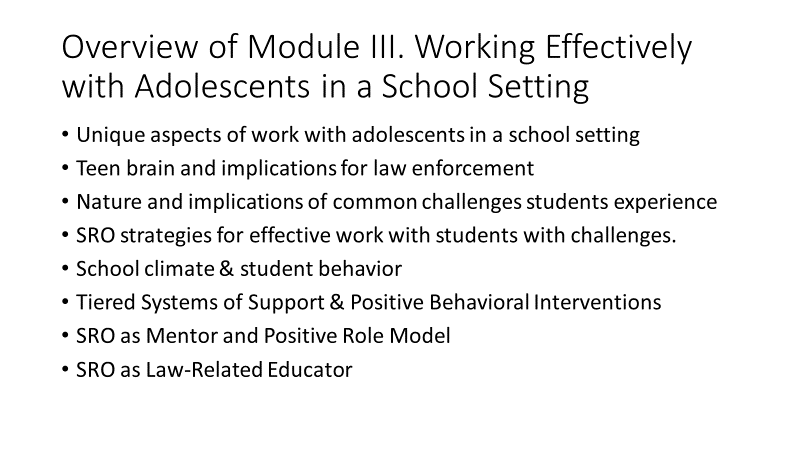 Overview of Module III. Working Effectively
with Adolescents in a School Setting
• Unique aspects of work with adolescents in a school setting
• Teen brain and implications for law enforcement
• Nature and implications of common challenges students experience
• SRO strategies for effective work with students with challenges.
• School climate & student behavior
• Tiered Systems of Support & Positive Behavioral Interventions
• SRO as Mentor and Positive Role Model
• SRO as Law-Related Educator